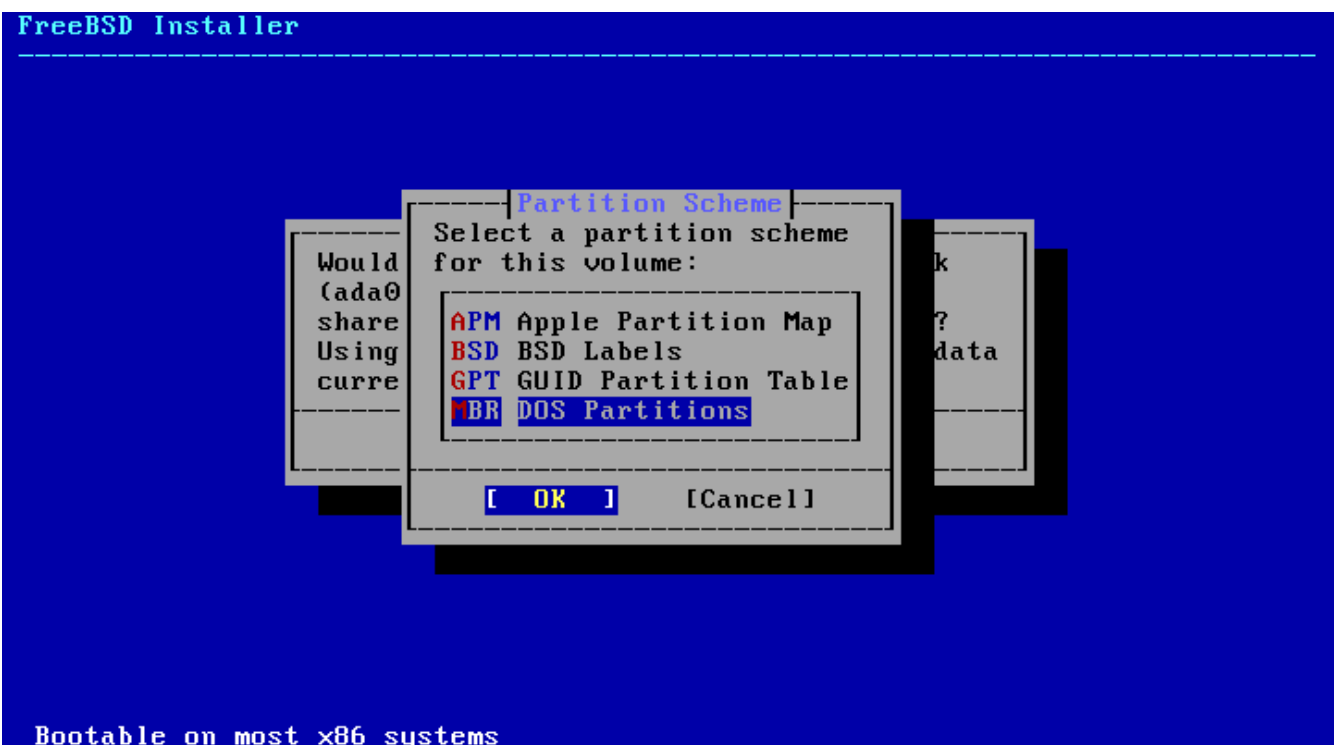 FreeBSD Installer
Partition Scheme
Select a partition scheme
for this volume:
Would k
(ada0
share ?
Using data
curre
APM Apple Partition Map
BSD BSD Labels
GPT GUID Partition Table
MBR DOS Partitions
[ OK ] [Cancel]
Bootable on most x86 systems